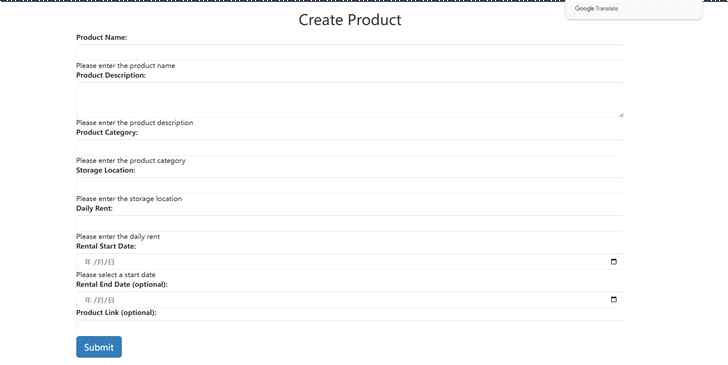 Google Translate
Create Product
Product Name:
Please enter the product name
Product Description:
Please enter the product description
Product Category:
Please enter the product category
Storage Location:
Please enter the storage location
Daily Rent:
Please enter the daily rent
Rental Start Date:
年 /月/日
Please select a start date
Rental End Date (optional):
年 /月/日
Product Link (optional):
Submit